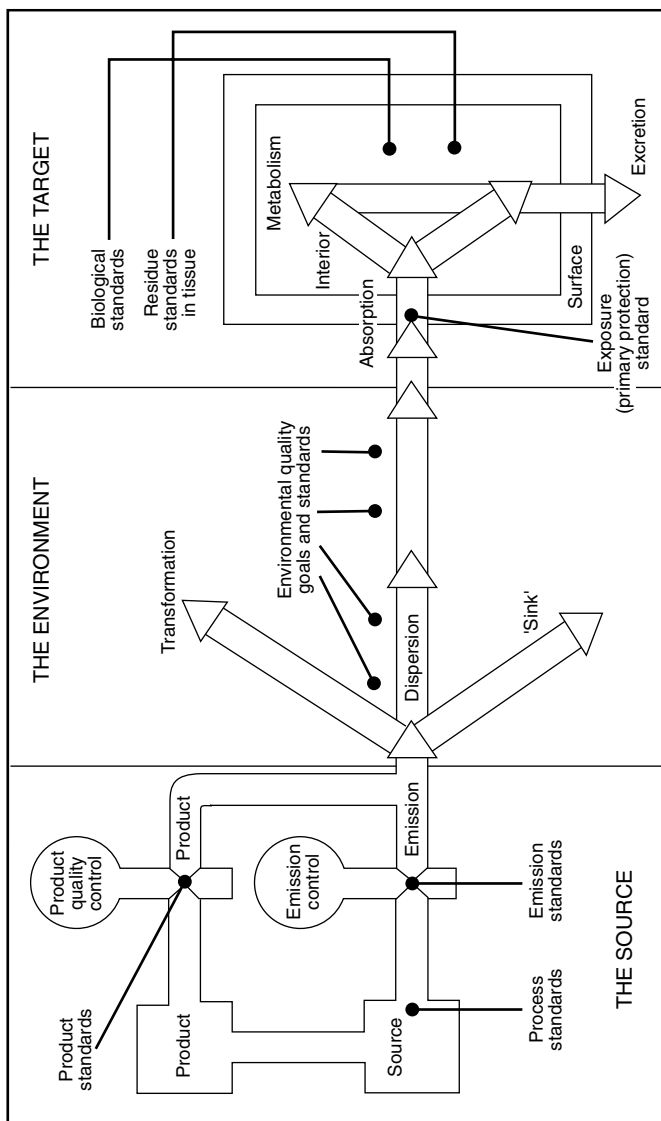 THE SOURCE
Product
standards
Product
quality
control
Product
Product
Source
Emission
control
Emission
Process
standards
Emission
standards
THE ENVIRONMENT
Transformation
Environmental quality
goals and standards
Dispersion
'Sink'
THE TARGET
Biological
standards
Residue
standards
in tissue
Metabolism
Interior
Absorption
Surface
Excretion
Exposure
(primary protection)
standard